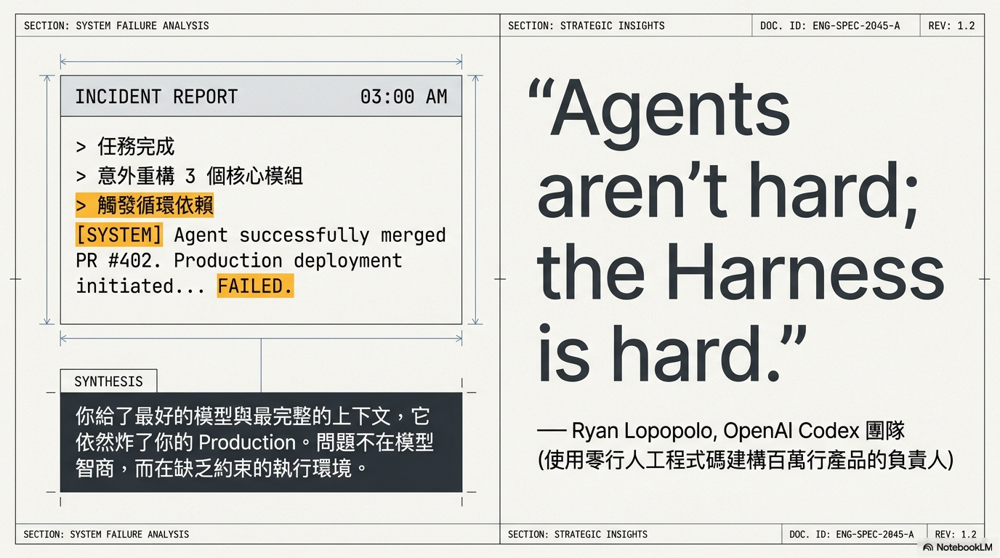 SECTION: SYSTEM FAILURE ANALYSIS
INCIDENT REPORT 03:00 AM
> 任務完成
> 意外重構 3 個核心模組
> 觸發循環依賴
[SYSTEM] Agent successfully merged
PR #402. Production deployment
initiated... FAILED.
SYNTHESIS
你給了最好的模型與最完整的上下文，它
依然炸了你的 Production。問題不在模型
智商，而在缺乏約束的執行環境。
SECTION: SYSTEM FAILURE ANALYSIS
SECTION: STRATEGIC INSIGHTS DOC. ID: ENG-SPEC-2045-A REV: 1.2
“Agents
aren’t hard;
the Harness
is hard.”
— Ryan Lopopolo, OpenAI Codex 團隊
(使用零行人工程式碼建構百萬行產品的負責人)
SECTION: STRATEGIC INSIGHTS DOC. ID: ENG-SPEC-2045-A REV: 1.2
NotebookLM